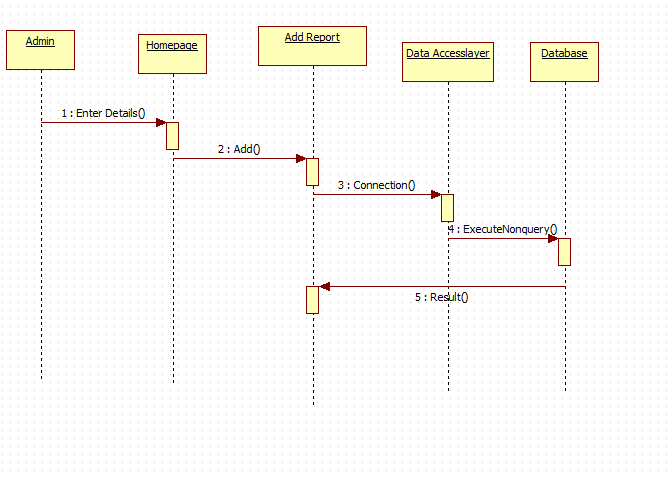 Admin
Homepage
Add Report
Data Accesslayer
Database
1 : Enter Details()
2 : Add()
3 : Connection()
4 : ExecuteNonquery()
5 : Result()